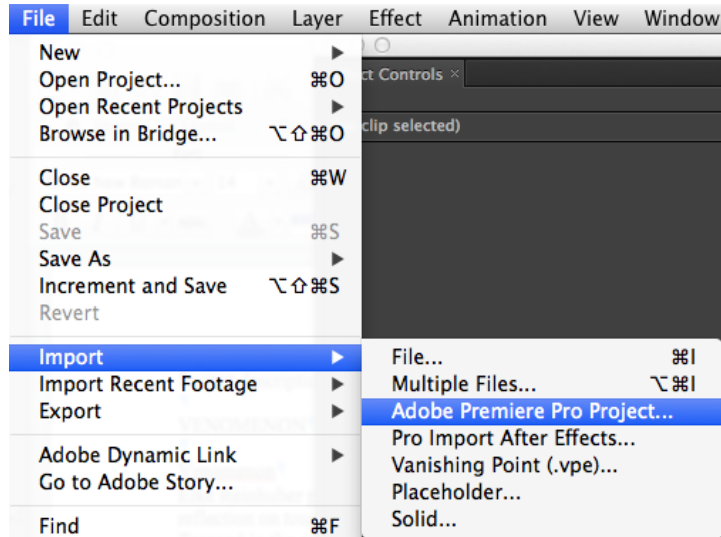 File Edit Composition Layer Effect Animation View Window
New ▶
Open Project... ⌘O
ct Controls ×
Open Recent Projects ▶
Browse in Bridge... ⌥⇧⌘O
clip selected)
Close ⌘W
Close Project
Save ⌘S
Save As ▶
Increment and Save ⌥⇧⌘S
Revert
Import ▶
File... ⌘I
Import Recent Footage ▶
Multiple Files... ⌥⌘I
Export ▶
Adobe Premiere Pro Project...
Pro Import After Effects...
Adobe Dynamic Link ▶
Vanishing Point (.vpe)...
Go to Adobe Story...
Placeholder...
Find ⌘F
Solid...